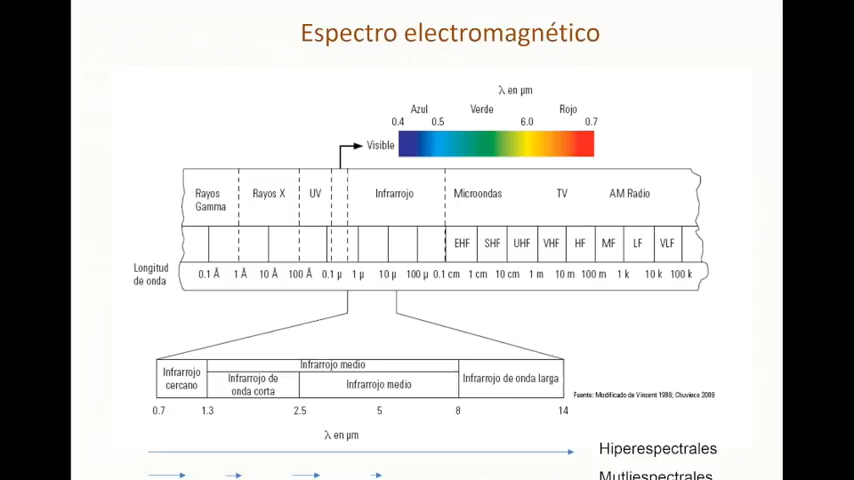 Espectro electromagnético
λ en μm
Azul Verde Rojo
0.4 0.5 6.0 0.7
Visible
Rayos Gamma Rayos X UV Infrarrojo Microondas TV AM Radio
EHF SHF UHF VHF HF MF LF VLF
Longitud de onda
0.1 Å 1 Å 10 Å 100 Å 0.1 μ 1 μ 10 μ 100 μ 0.1 cm 1 cm 10 cm 1 m 10 m 100 m 1 k 10 k 100 k
Infrarrojo cercano
Infrarrojo medio
Infrarrojo de onda corta
Infrarrojo medio
Infrarrojo de onda larga
Fuente: Modificado de Vincent 1998; Chuvieco 2008
0.7 1.3 2.5 5 8 14
λ en μm
Hiperespectrales
Mutliespectrales